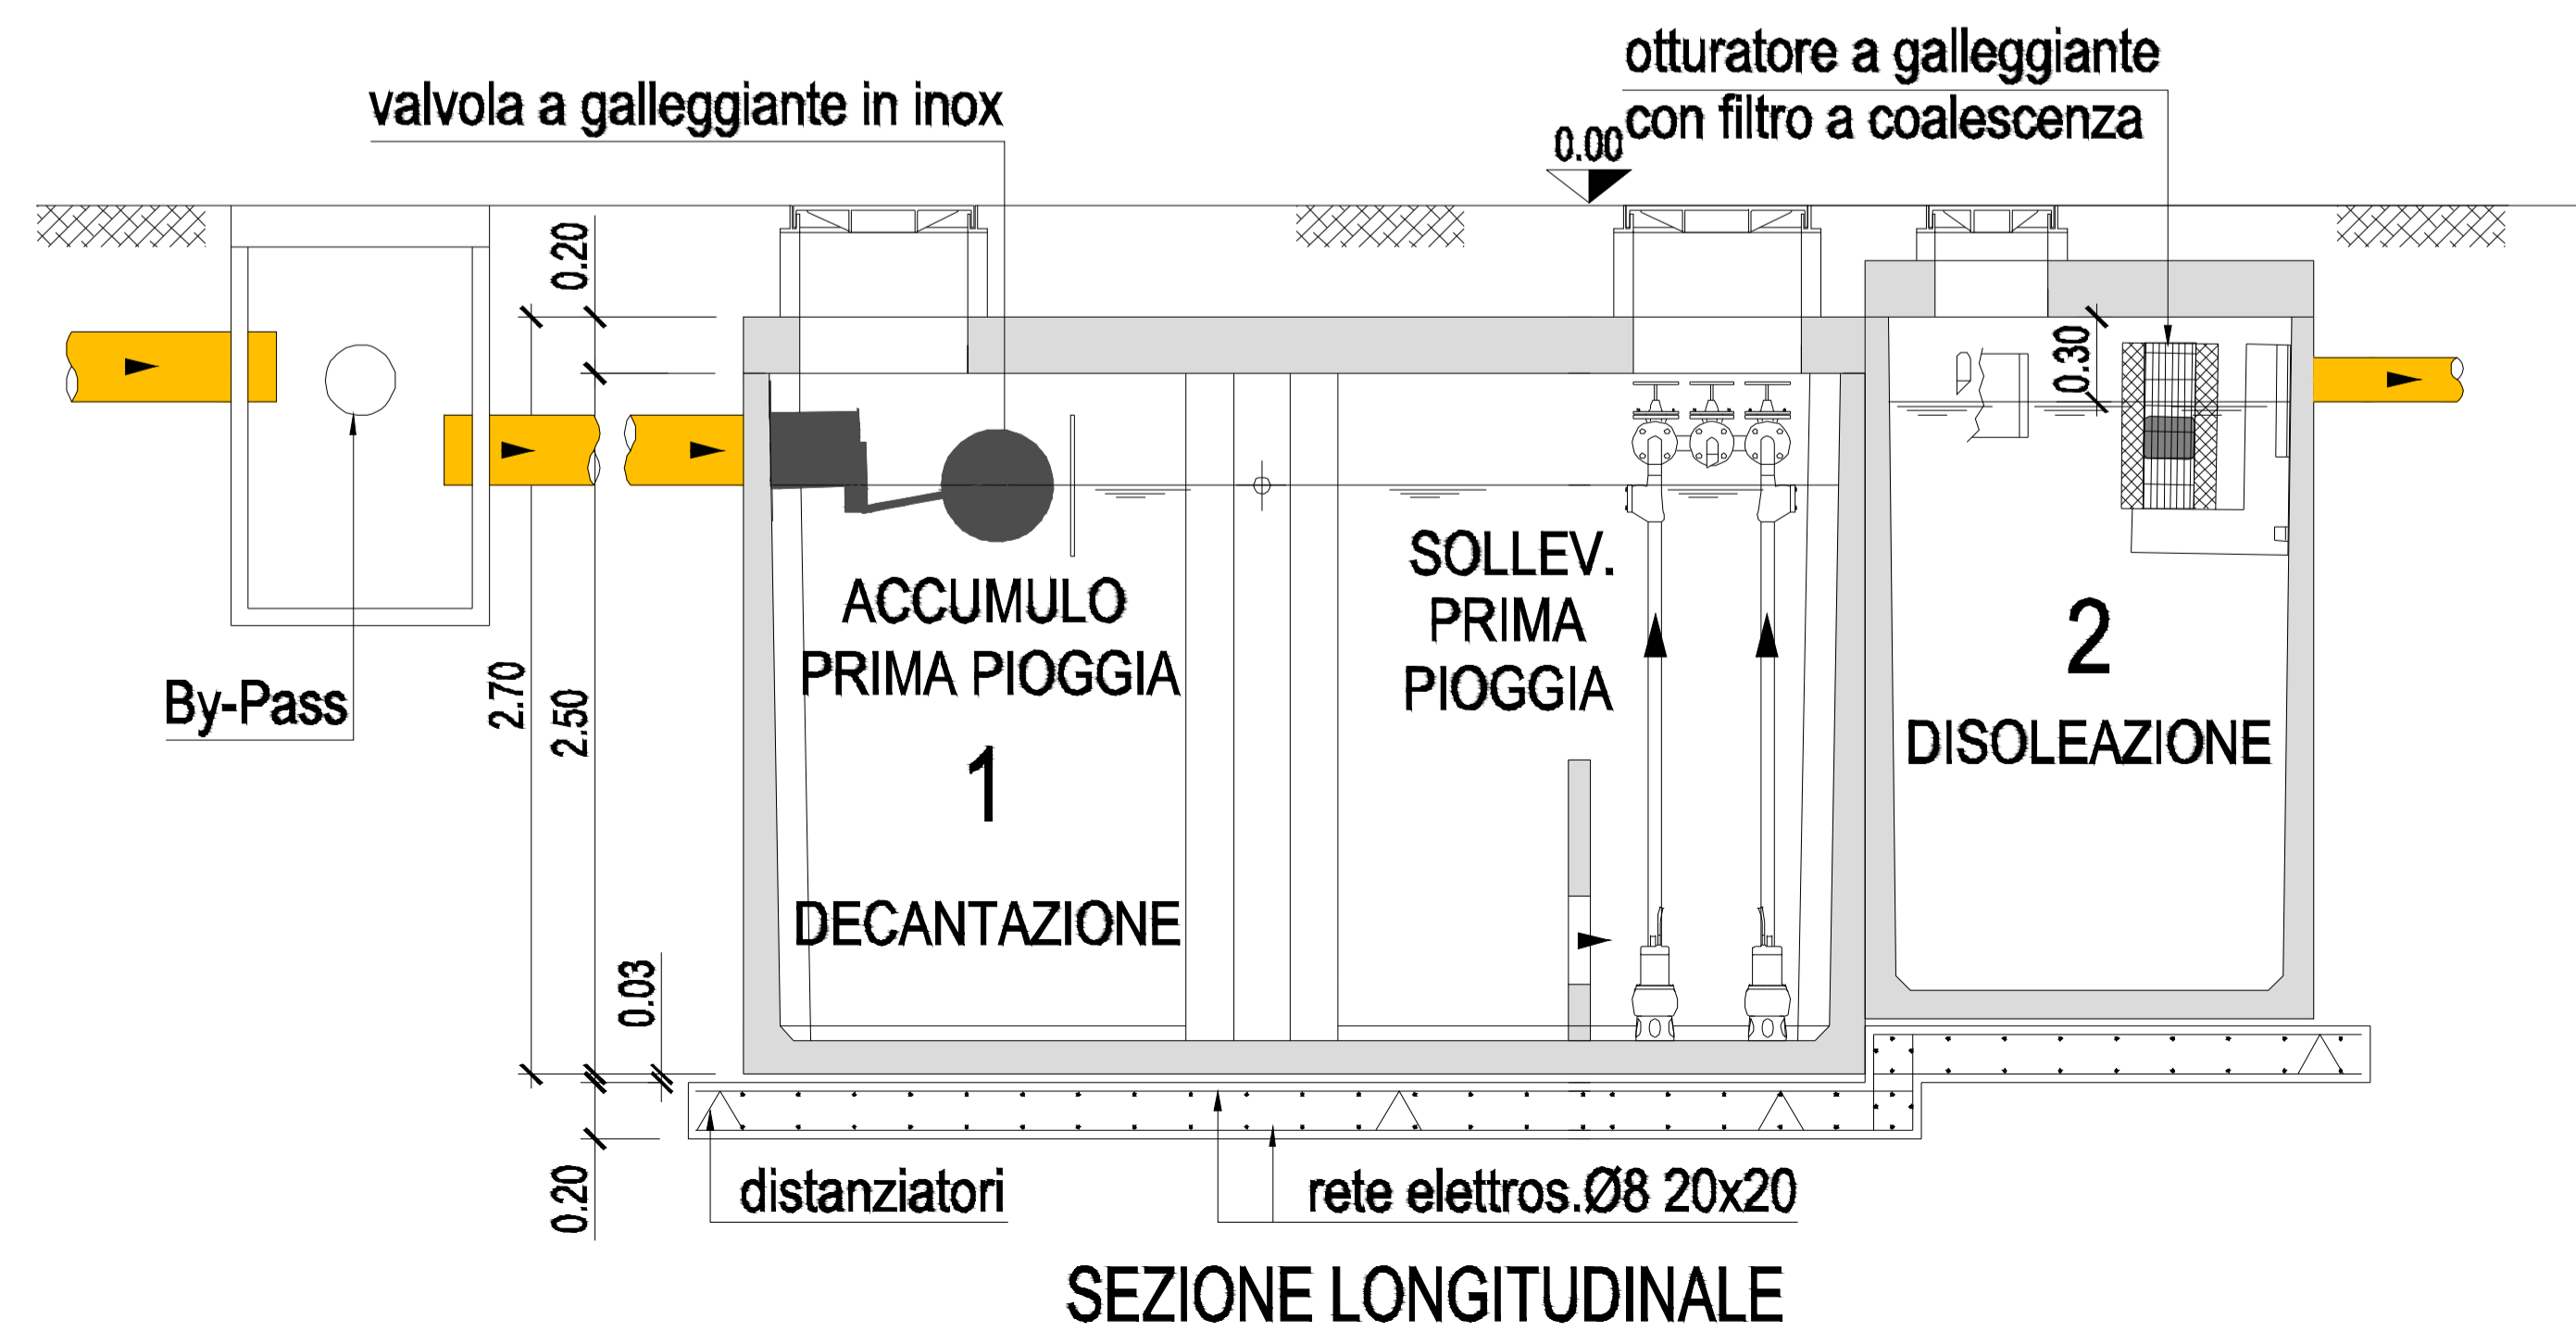 otturatore a galleggiante
con filtro a coalescenza
valvola a galleggiante in inox
0.00
0.20
0.30
By-Pass
2.70
2.50
0.03
0.20
ACCUMULO
PRIMA PIOGGIA
1
DECANTAZIONE
SOLLEV.
PRIMA
PIOGGIA
2
DISOLEAZIONE
distanziatori
rete elettros.Ø8 20x20
SEZIONE LONGITUDINALE